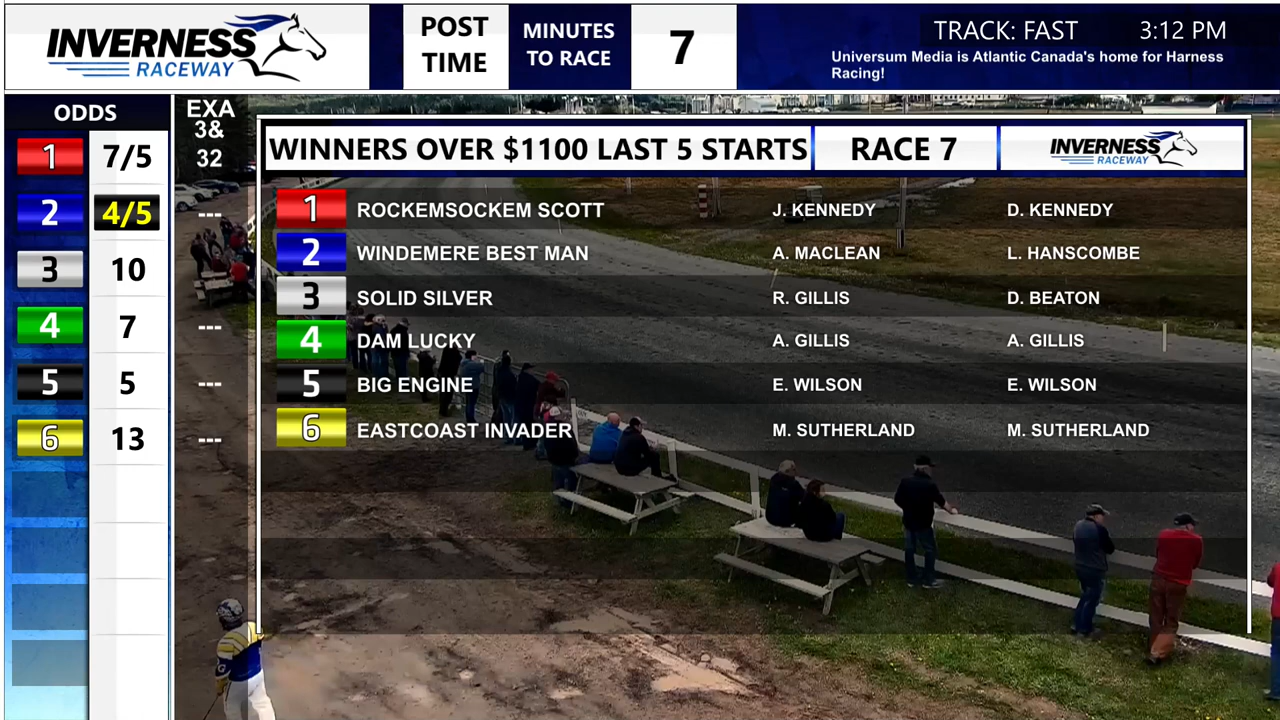 INVERNESS
RACEWAY
POST
TIME
MINUTES
TO RACE
7
TRACK: FAST 3:12 PM
Universum Media is Atlantic Canada's home for Harness
Racing!
ODDS
1 7/5
2 4/5
3 10
4 7
5 5
6 13
EXA
3&
32
---
---
---
---
WINNERS OVER $1100 LAST 5 STARTS
RACE 7
INVERNESS
RACEWAY
1 ROCKEMSOCKEM SCOTT J. KENNEDY D. KENNEDY
2 WINDEMERE BEST MAN A. MACLEAN L. HANSCOMBE
3 SOLID SILVER R. GILLIS D. BEATON
4 DAM LUCKY A. GILLIS A. GILLIS
5 BIG ENGINE E. WILSON E. WILSON
6 EASTCOAST INVADER M. SUTHERLAND M. SUTHERLAND